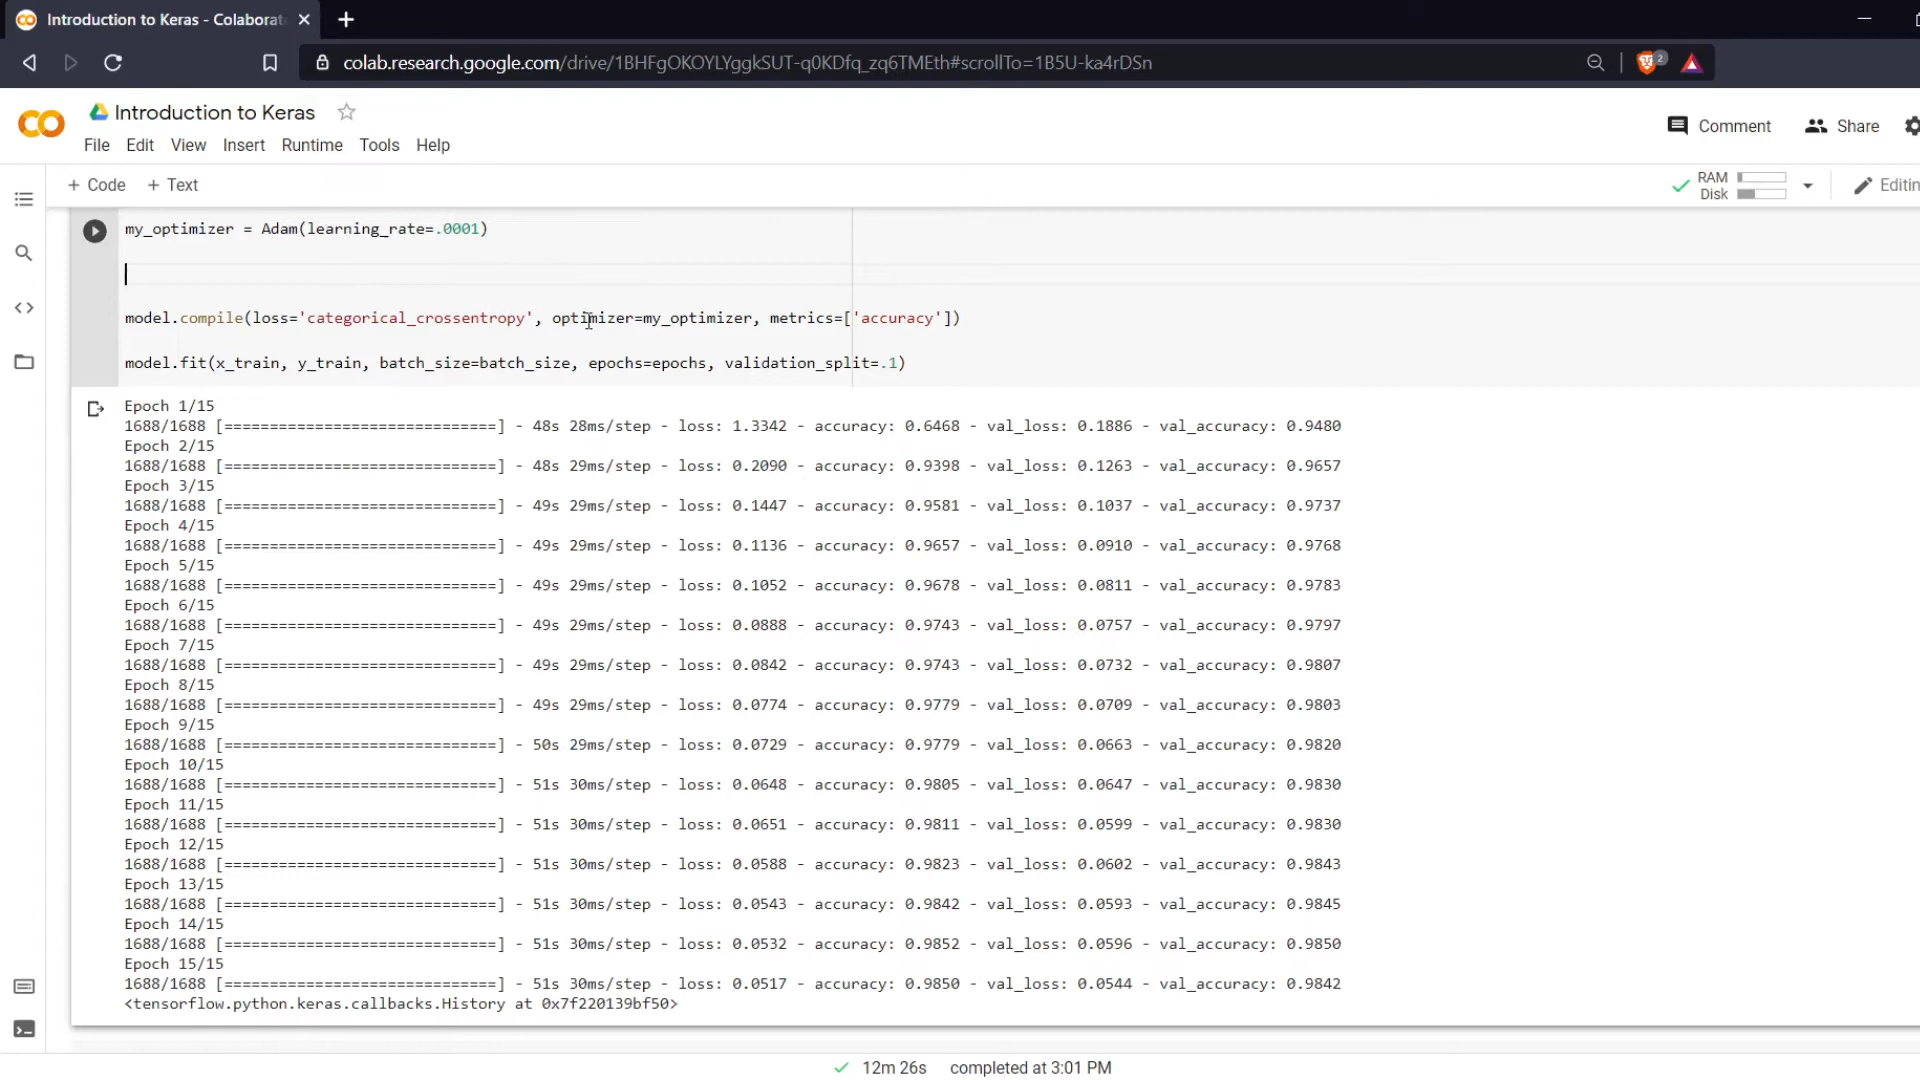 Introduction to Keras - Colaborat
colab.research.google.com/drive/1BHFgOKOYLYggkSUT-q0KDfq_zq6TMEth#scrollTo=1B5U-ka4rDSn
2
Introduction to Keras
File Edit View Insert Runtime Tools Help
Comment Share
+ Code + Text
RAM
Disk
Editin
my_optimizer = Adam(learning_rate=.0001)
model.compile(loss='categorical_crossentropy', optimizer=my_optimizer, metrics=['accuracy'])
model.fit(x_train, y_train, batch_size=batch_size, epochs=epochs, validation_split=.1)
Epoch 1/15
1688/1688 [==============================] - 48s 28ms/step - loss: 1.3342 - accuracy: 0.6468 - val_loss: 0.1886 - val_accuracy: 0.9480
Epoch 2/15
1688/1688 [==============================] - 48s 29ms/step - loss: 0.2090 - accuracy: 0.9398 - val_loss: 0.1263 - val_accuracy: 0.9657
Epoch 3/15
1688/1688 [==============================] - 49s 29ms/step - loss: 0.1447 - accuracy: 0.9581 - val_loss: 0.1037 - val_accuracy: 0.9737
Epoch 4/15
1688/1688 [==============================] - 49s 29ms/step - loss: 0.1136 - accuracy: 0.9657 - val_loss: 0.0910 - val_accuracy: 0.9768
Epoch 5/15
1688/1688 [==============================] - 49s 29ms/step - loss: 0.1052 - accuracy: 0.9678 - val_loss: 0.0811 - val_accuracy: 0.9783
Epoch 6/15
1688/1688 [==============================] - 49s 29ms/step - loss: 0.0888 - accuracy: 0.9743 - val_loss: 0.0757 - val_accuracy: 0.9797
Epoch 7/15
1688/1688 [==============================] - 49s 29ms/step - loss: 0.0842 - accuracy: 0.9743 - val_loss: 0.0732 - val_accuracy: 0.9807
Epoch 8/15
1688/1688 [==============================] - 49s 29ms/step - loss: 0.0774 - accuracy: 0.9779 - val_loss: 0.0709 - val_accuracy: 0.9803
Epoch 9/15
1688/1688 [==============================] - 50s 29ms/step - loss: 0.0729 - accuracy: 0.9779 - val_loss: 0.0663 - val_accuracy: 0.9820
Epoch 10/15
1688/1688 [==============================] - 51s 30ms/step - loss: 0.0648 - accuracy: 0.9805 - val_loss: 0.0647 - val_accuracy: 0.9830
Epoch 11/15
1688/1688 [==============================] - 51s 30ms/step - loss: 0.0651 - accuracy: 0.9811 - val_loss: 0.0599 - val_accuracy: 0.9830
Epoch 12/15
1688/1688 [==============================] - 51s 30ms/step - loss: 0.0588 - accuracy: 0.9823 - val_loss: 0.0602 - val_accuracy: 0.9843
Epoch 13/15
1688/1688 [==============================] - 51s 30ms/step - loss: 0.0543 - accuracy: 0.9842 - val_loss: 0.0593 - val_accuracy: 0.9845
Epoch 14/15
1688/1688 [==============================] - 51s 30ms/step - loss: 0.0532 - accuracy: 0.9852 - val_loss: 0.0596 - val_accuracy: 0.9850
Epoch 15/15
1688/1688 [==============================] - 51s 30ms/step - loss: 0.0517 - accuracy: 0.9850 - val_loss: 0.0544 - val_accuracy: 0.9842
<tensorflow.python.keras.callbacks.History at 0x7f220139bf50>
12m 26s completed at 3:01 PM